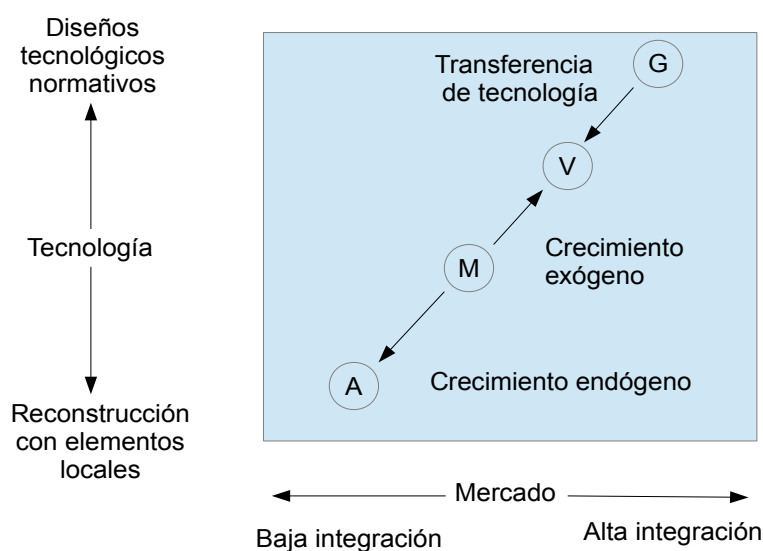 Diseños
tecnológicos
normativos
Tecnología
Reconstrucción
con elementos
locales
Transferencia
de tecnología
G
V
M
Crecimiento
exógeno
A
Crecimiento endógeno
Mercado
Baja integración
Alta integración